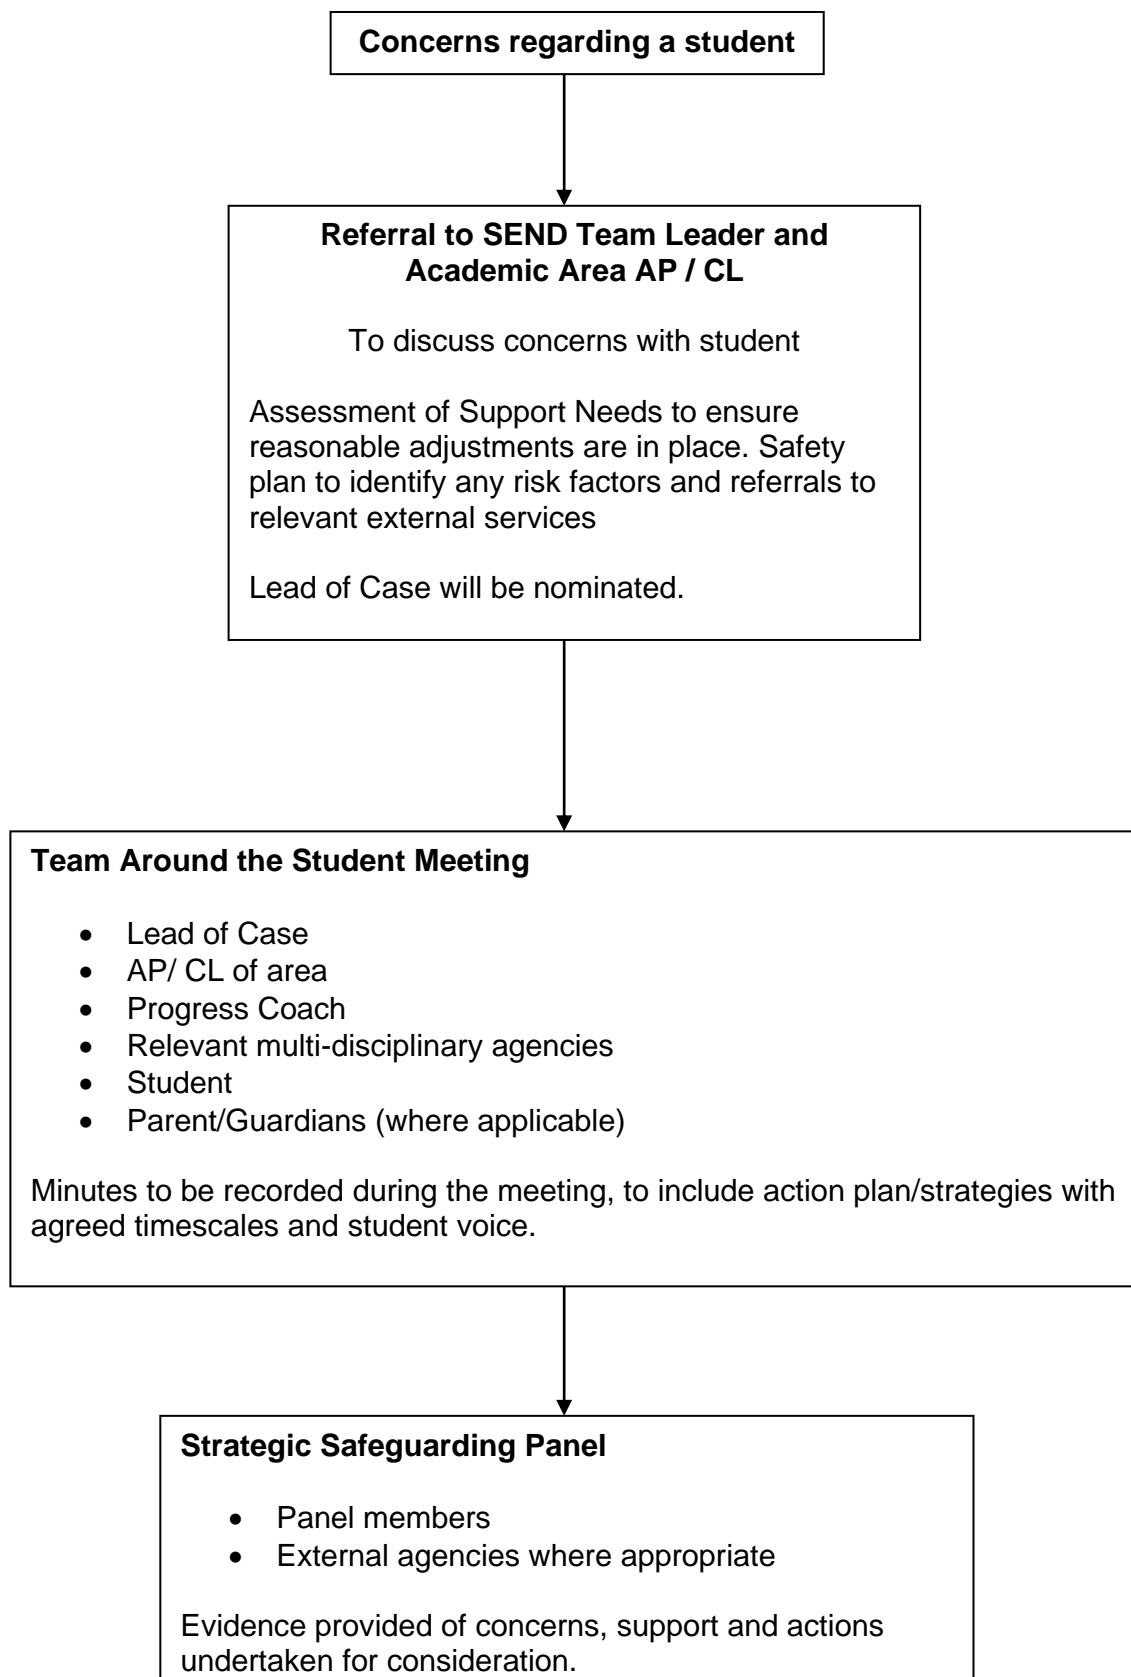 Concerns regarding a student
Referral to SEND Team Leader and
Academic Area AP / CL
To discuss concerns with student
Assessment of Support Needs to ensure
reasonable adjustments are in place. Safety
plan to identify any risk factors and referrals to
relevant external services
Lead of Case will be nominated.
Team Around the Student Meeting
• Lead of Case
• AP/ CL of area
• Progress Coach
• Relevant multi-disciplinary agencies
• Student
• Parent/Guardians (where applicable)
Minutes to be recorded during the meeting, to include action plan/strategies with
agreed timescales and student voice.
Strategic Safeguarding Panel
• Panel members
• External agencies where appropriate
Evidence provided of concerns, support and actions
undertaken for consideration.